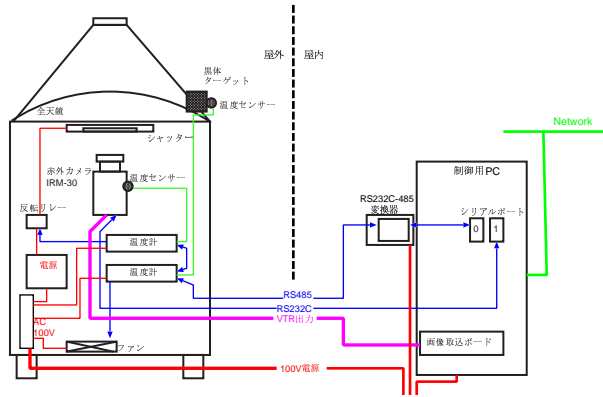 屋外
屋内
黒体
ターゲット
温度センサー
全天鏡
シャッター
Network
赤外カメラ
IRM-30
温度センサー
制御用PC
RS232C-485
変換器
シリアルポート
反転リレー
0
1
温度計
電源
温度計
RS485
RS232C
VTR出力
AC
100V
画像取込ボード
ファン
100V電源